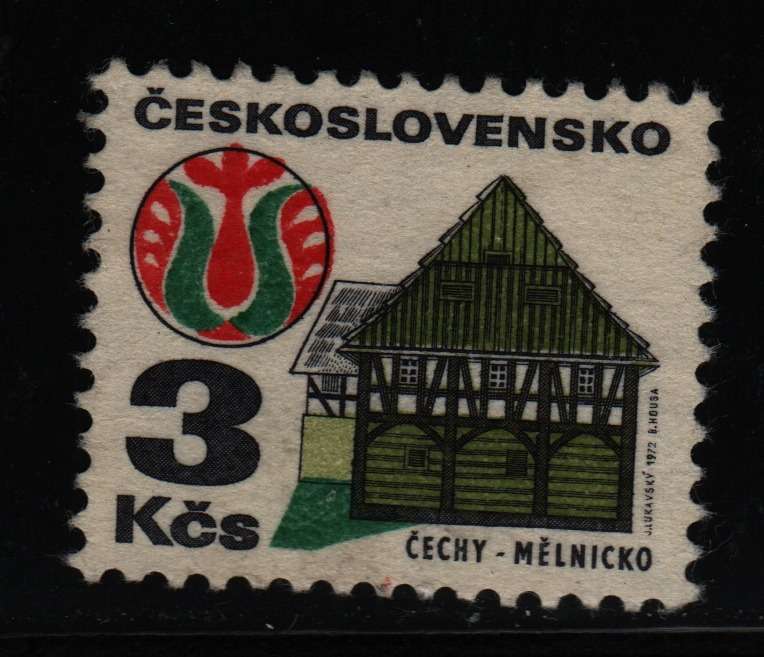 ČESKOSLOVENSKO
3
Kčs
ČECHY - MĚLNICKO
J.LUKAVSKÝ 1972 B.HOUSA